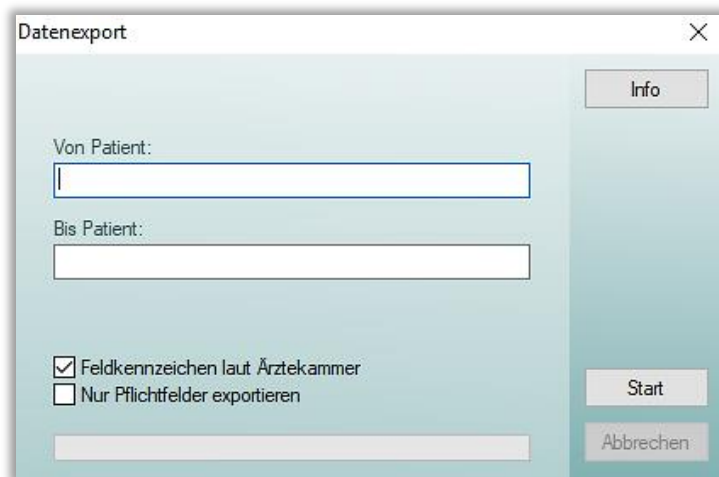 Datenexport
Info
Von Patient:
Bis Patient:
Feldkennzeichen laut Ärztekammer
Nur Pflichtfelder exportieren
Start
Abbrechen